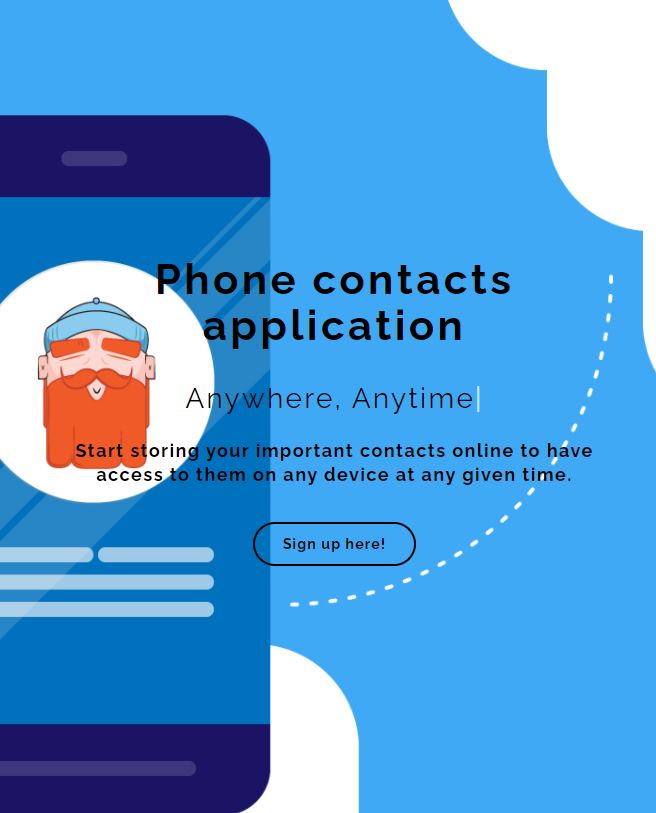 Phone contacts
application
Anywhere, Anytime
Start storing your important contacts online to have
access to them on any device at any given time.
Sign up here!